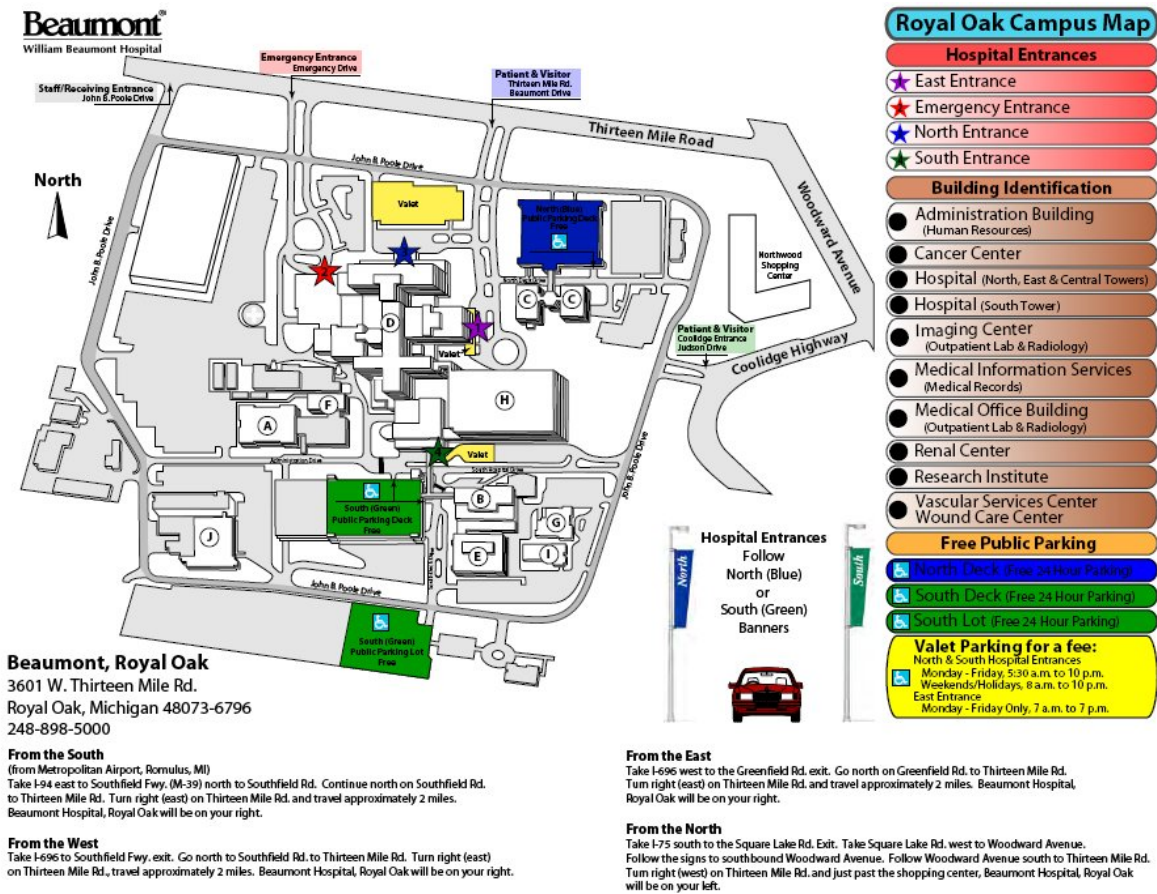 Beaumont®
William Beaumont Hospital
Emergency Entrance
Emergency Drive
Patient & Visitor
Thirteen Mile Rd.
Beaumont Drive
Staff/Receiving Entrance
John B. Poole Drive
Thirteen Mile Road
John B. Poole Drive
North
Valet
North (Blue)
Public Parking Deck
Free
Woodward Avenue
John B. Poole Drive
3
2
Northwood
Shopping
Center
C
C
D
1
Valet
Patient & Visitor
Coolidge Entrance
Judson Drive
Coolidge Highway
H
F
A
4
Valet
Administration Drive
South Hospital Drive
John B. Poole Drive
B
South (Green)
Public Parking Deck
Free
G
J
E
I
John B. Poole Drive
South (Green)
Public Parking Lot
Free
Hospital Entrances
Follow
North (Blue)
or
South (Green)
Banners
North
South
Royal Oak Campus Map
Hospital Entrances
East Entrance
Emergency Entrance
North Entrance
South Entrance
Building Identification
Administration Building
(Human Resources)
Cancer Center
Hospital (North, East & Central Towers)
Hospital (South Tower)
Imaging Center
(Outpatient Lab & Radiology)
Medical Information Services
(Medical Records)
Medical Office Building
(Outpatient Lab & Radiology)
Renal Center
Research Institute
Vascular Services Center
Wound Care Center
Free Public Parking
North Deck (Free 24 Hour Parking)
South Deck (Free 24 Hour Parking)
South Lot (Free 24 Hour Parking)
Valet Parking for a fee:
North & South Hospital Entrances
Monday - Friday, 5:30 a.m. to 10 p.m.
Weekends/Holidays, 8 a.m. to 10 p.m.
East Entrance
Monday - Friday Only, 7 a.m. to 7 p.m.
Beaumont, Royal Oak
3601 W. Thirteen Mile Rd.
Royal Oak, Michigan 48073-6796
248-898-5000
From the South
(from Metropolitan Airport, Romulus, MI)
Take I-94 east to Southfield Fwy. (M-39) north to Southfield Rd. Continue north on Southfield Rd.
to Thirteen Mile Rd. Turn right (east) on Thirteen Mile Rd. and travel approximately 2 miles.
Beaumont Hospital, Royal Oak will be on your right.
From the West
Take I-696 to Southfield Fwy. exit. Go north to Southfield Rd. to Thirteen Mile Rd. Turn right (east)
on Thirteen Mile Rd., travel approximately 2 miles. Beaumont Hospital, Royal Oak will be on your right.
From the East
Take I-696 west to the Greenfield Rd. exit. Go north on Greenfield Rd. to Thirteen Mile Rd.
Turn right (east) on Thirteen Mile Rd. and travel approximately 2 miles. Beaumont Hospital,
Royal Oak will be on your right.
From the North
Take I-75 south to the Square Lake Rd. Exit. Take Square Lake Rd. west to Woodward Avenue.
Follow the signs to southbound Woodward Avenue. Follow Woodward Avenue south to Thirteen Mile Rd.
Turn right (west) on Thirteen Mile Rd. and just past the shopping center, Beaumont Hospital, Royal Oak
will be on your left.